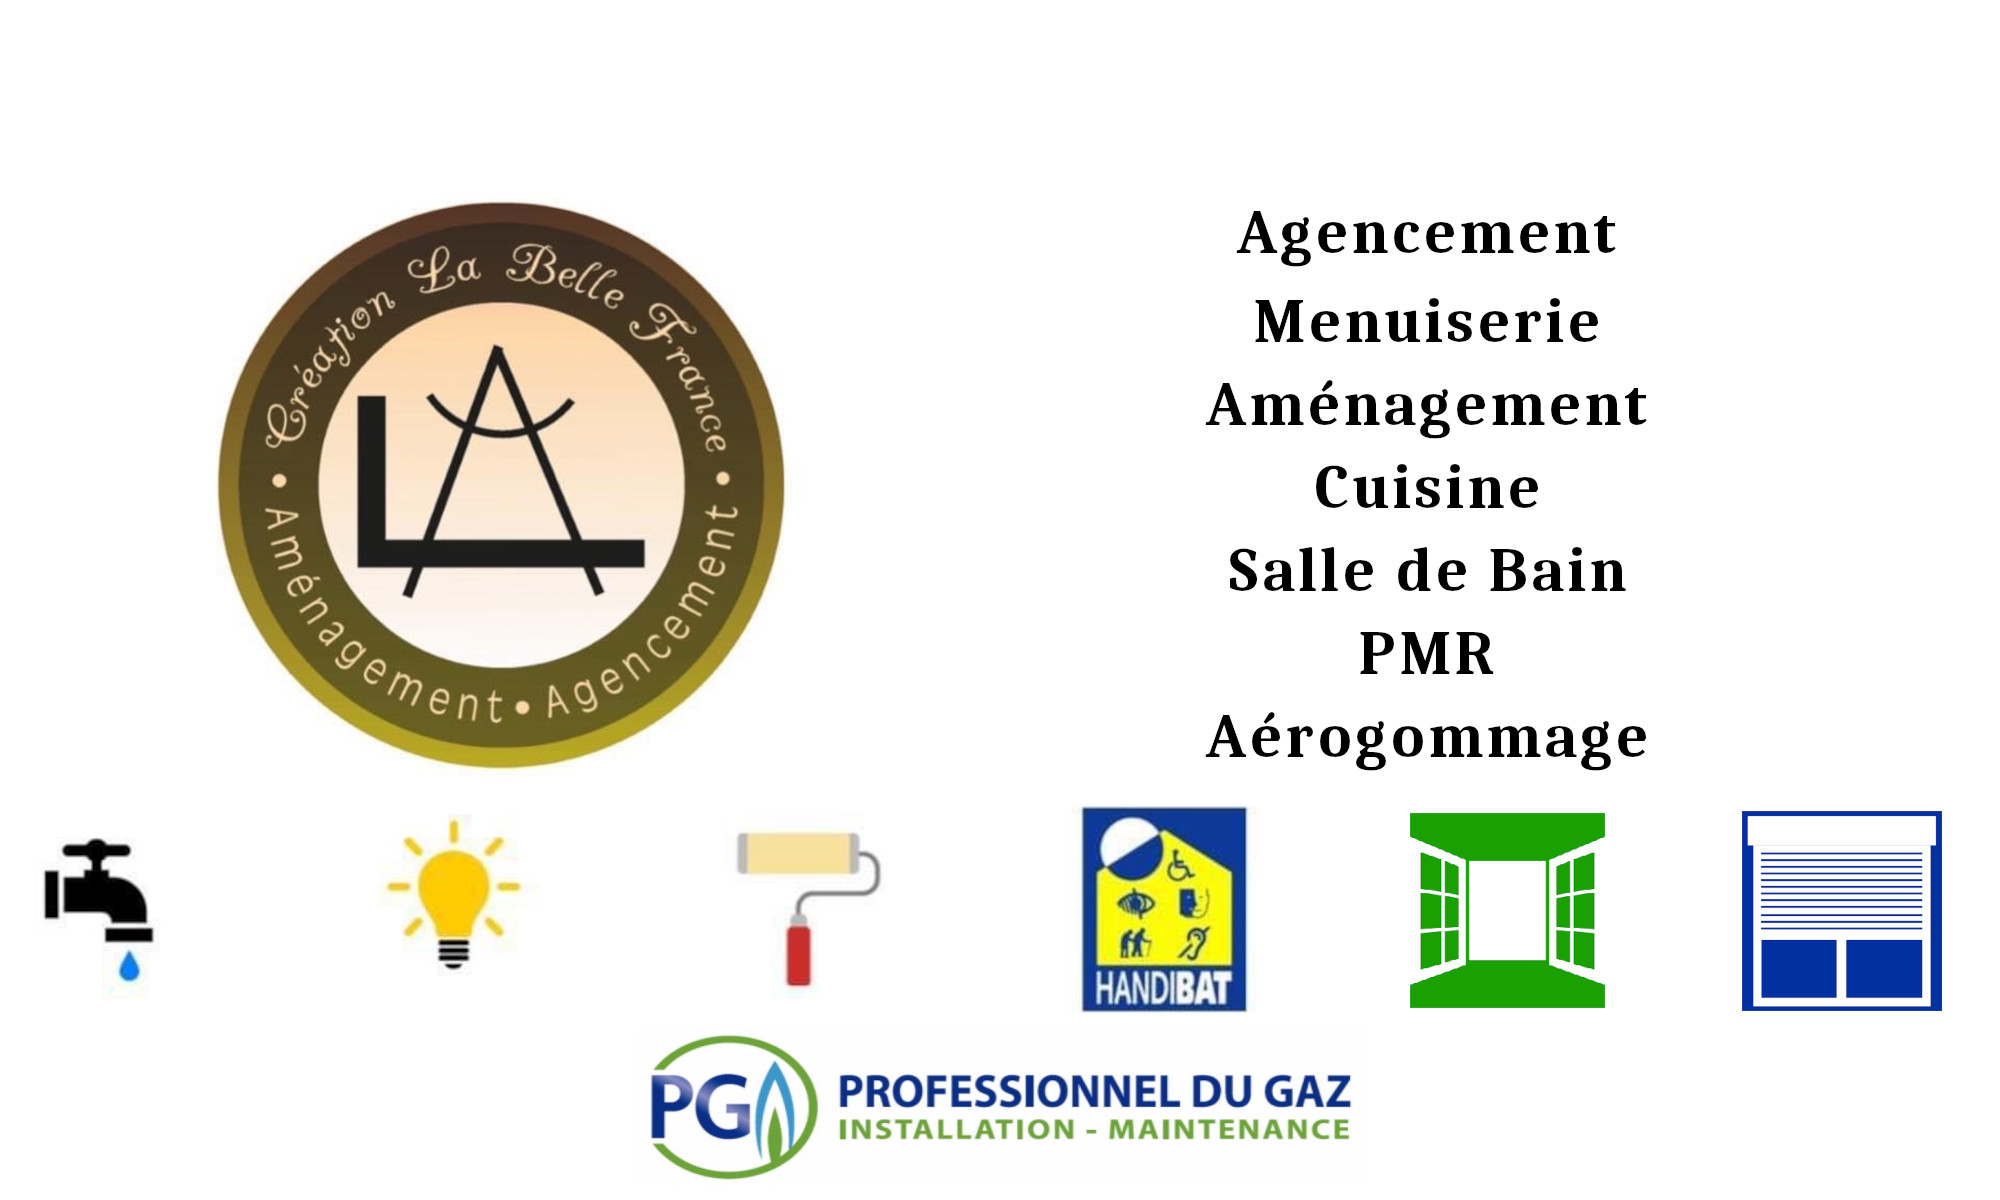 Création La Belle France
• Aménagement • Agencement •
LA
Agencement
Menuiserie
Aménagement
Cuisine
Salle de Bain
PMR
Aérogommage
HANDIBAT
PG
PROFESSIONNEL DU GAZ
INSTALLATION - MAINTENANCE